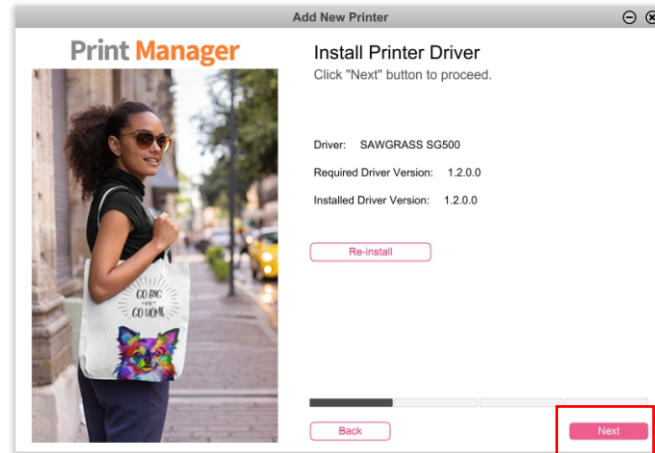 Add New Printer
Print Manager
Install Printer Driver
Click "Next" button to proceed.
Driver: SAWGRASS SG500
Required Driver Version: 1.2.0.0
Installed Driver Version: 1.2.0.0
Re-install
GO BIG
GO HOME
Back
Next